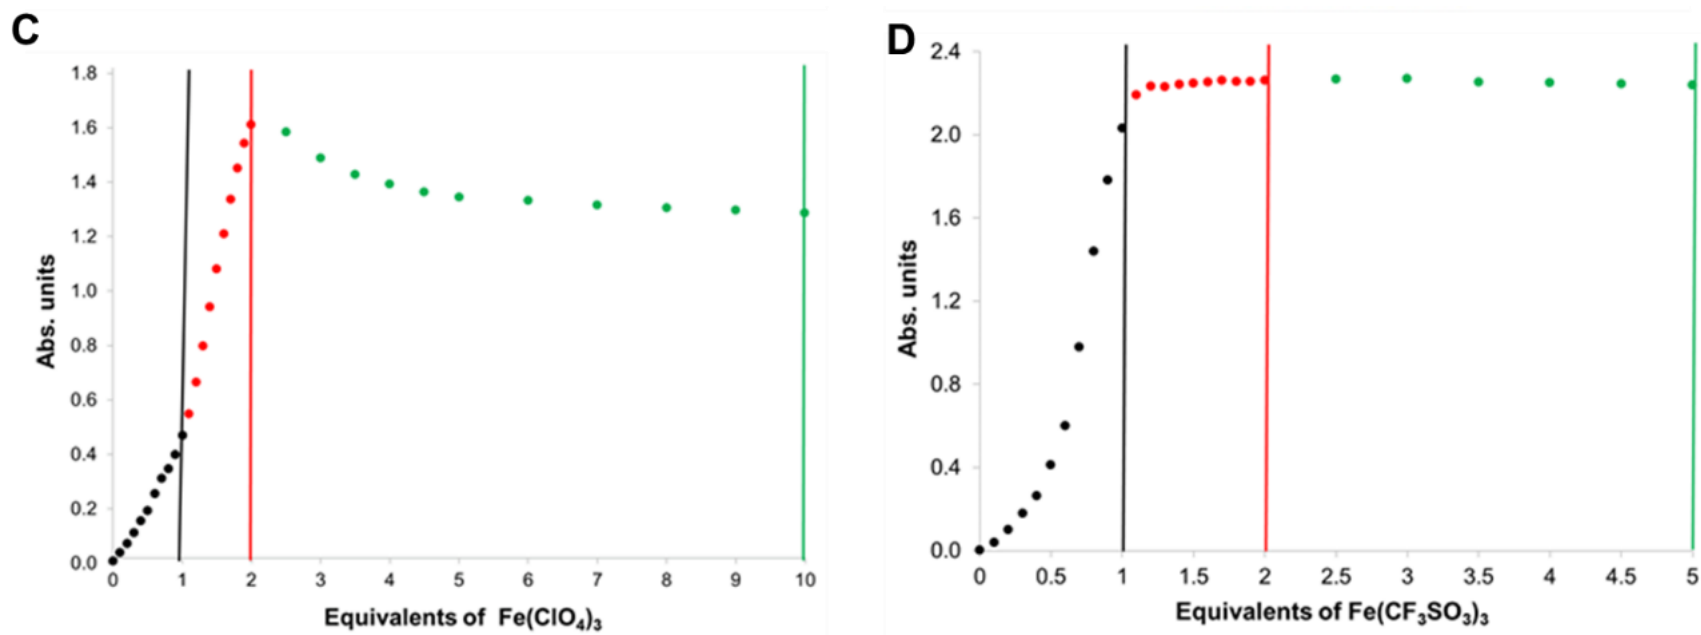 C
1.8
1.6
1.4
1.2
1.0
0.8
0.6
0.4
0.2
0.0
0 1 2 3 4 5 6 7 8 9 10
Abs. units
Equivalents of Fe(ClO₄)₃
D
2.4
2.0
1.6
1.2
0.8
0.4
0.0
0 0.5 1 1.5 2 2.5 3 3.5 4 4.5 5
Abs. units
Equivalents of Fe(CF₃SO₃)₃